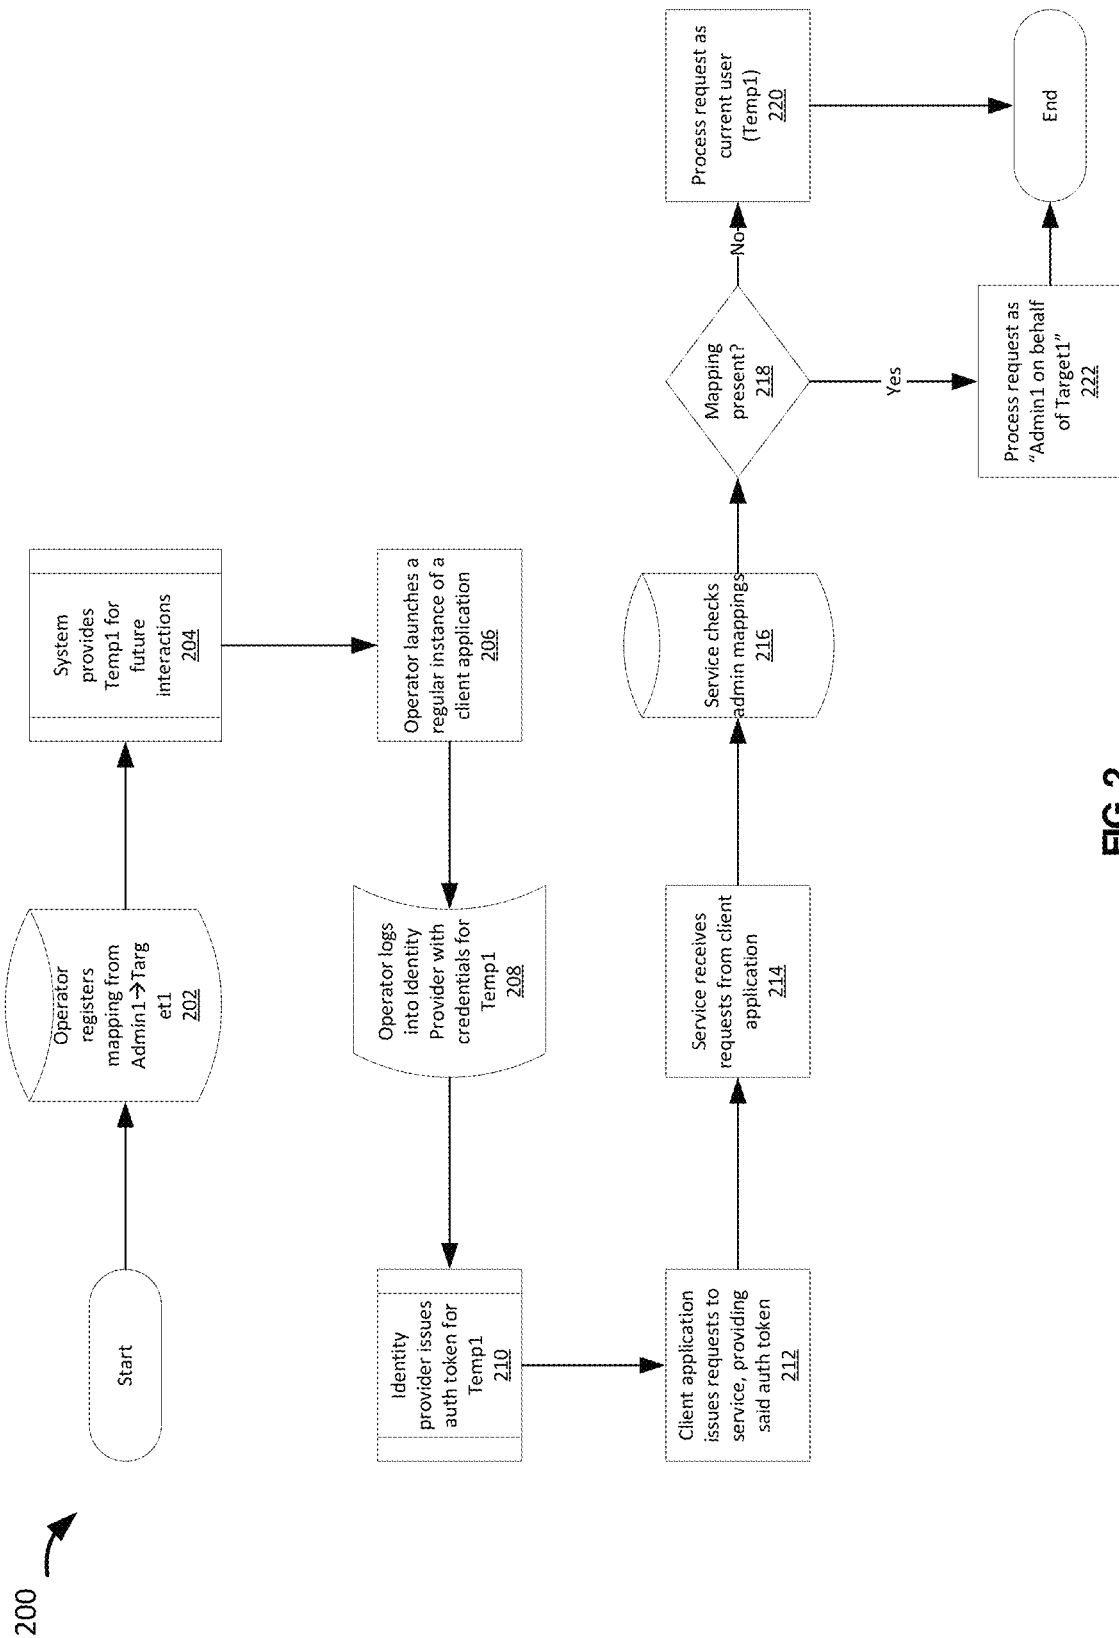 200
Start
Operator
registers
mapping from
Admin1→Targ
et1
202
System
provides
Temp1 for
future
interactions
204
Operator launches a
regular instance of a
client application
206
Operator logs
into Identity
Provider with
credentials for
Temp1
208
Identity
provider issues
auth token for
Temp1
210
Client application
issues requests to
service, providing
said auth token
212
Service receives
requests from client
application
214
Service checks
admin mappings
216
Mapping
present?
218
No
Process request as
current user
(Temp1)
220
Yes
Process request as
“Admin1 on behalf
of Target1”
222
End
FIG. 2